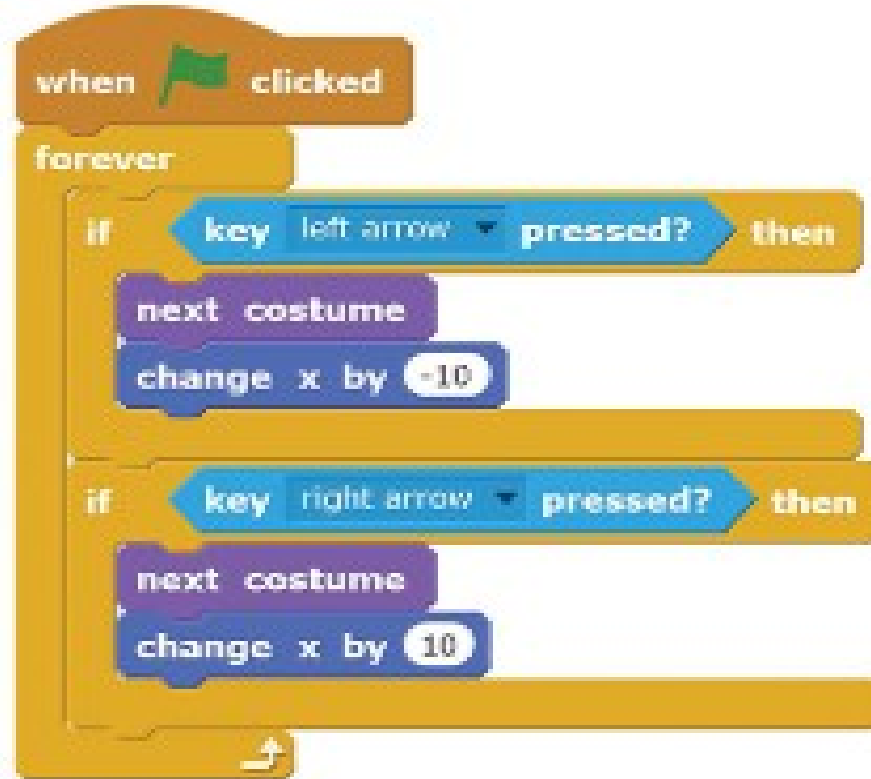 when clicked
forever
if key left arrow pressed? then
next costume
change x by -10
if key right arrow pressed? then
next costume
change x by 10